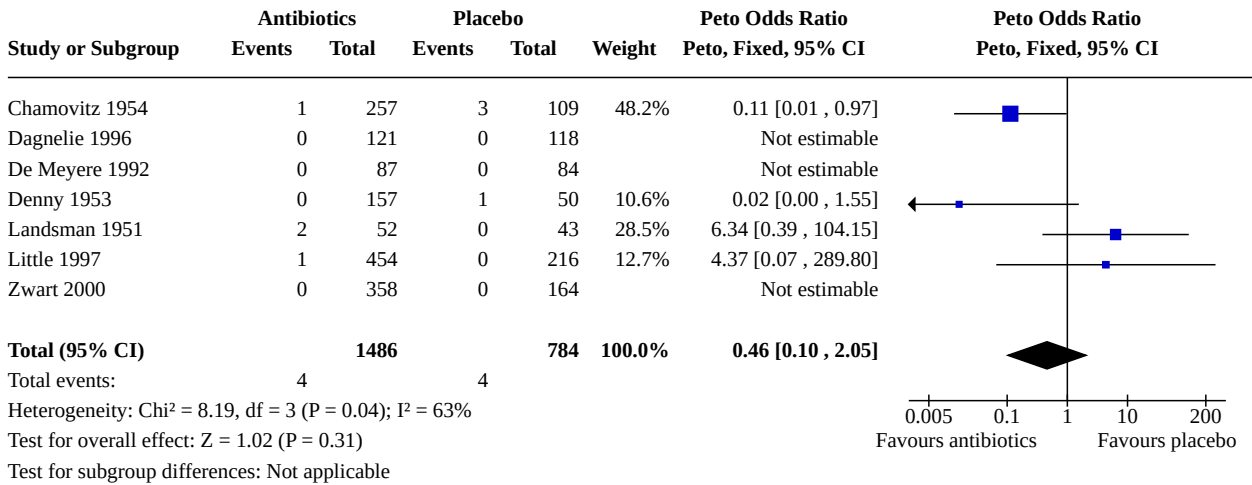 Antibiotics Placebo Peto Odds Ratio Peto Odds Ratio
Study or Subgroup Events Total Events Total Weight Peto, Fixed, 95% CI Peto, Fixed, 95% CI
Chamovitz 1954 1 257 3 109 48.2% 0.11 [0.01 , 0.97]
Dagnelie 1996 0 121 0 118 Not estimable
De Meyere 1992 0 87 0 84 Not estimable
Denny 1953 0 157 1 50 10.6% 0.02 [0.00 , 1.55]
Landsman 1951 2 52 0 43 28.5% 6.34 [0.39 , 104.15]
Little 1997 1 454 0 216 12.7% 4.37 [0.07 , 289.80]
Zwart 2000 0 358 0 164 Not estimable
Total (95% CI) 1486 784 100.0% 0.46 [0.10 , 2.05]
Total events: 4 4
Heterogeneity: Chi² = 8.19, df = 3 (P = 0.04); I² = 63%
0.005 0.1 1 10 200
Test for overall effect: Z = 1.02 (P = 0.31) Favours antibiotics Favours placebo
Test for subgroup differences: Not applicable